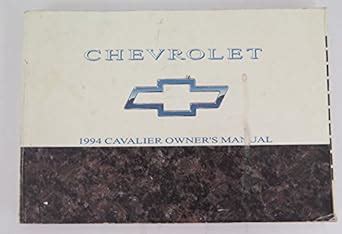 CHEVROLET
1994 CAVALIER OWNER'S MANUAL